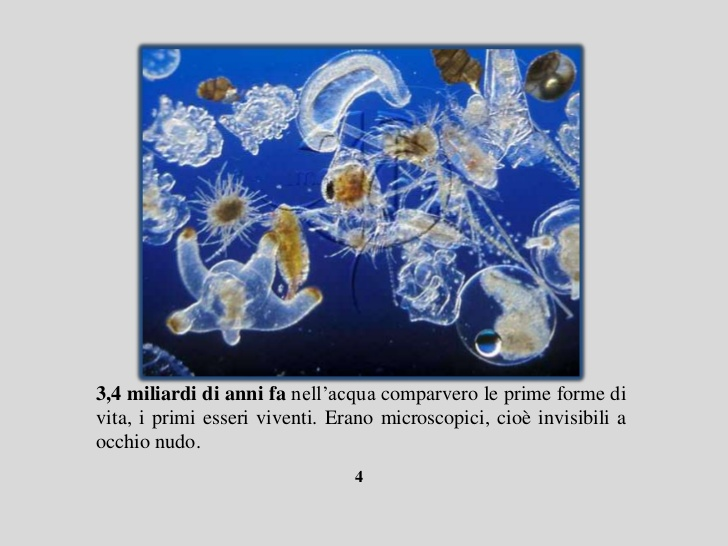 3,4 miliardi di anni fa nell’acqua comparvero le prime forme di
vita, i primi esseri viventi. Erano microscopici, cioè invisibili a
occhio nudo.
4